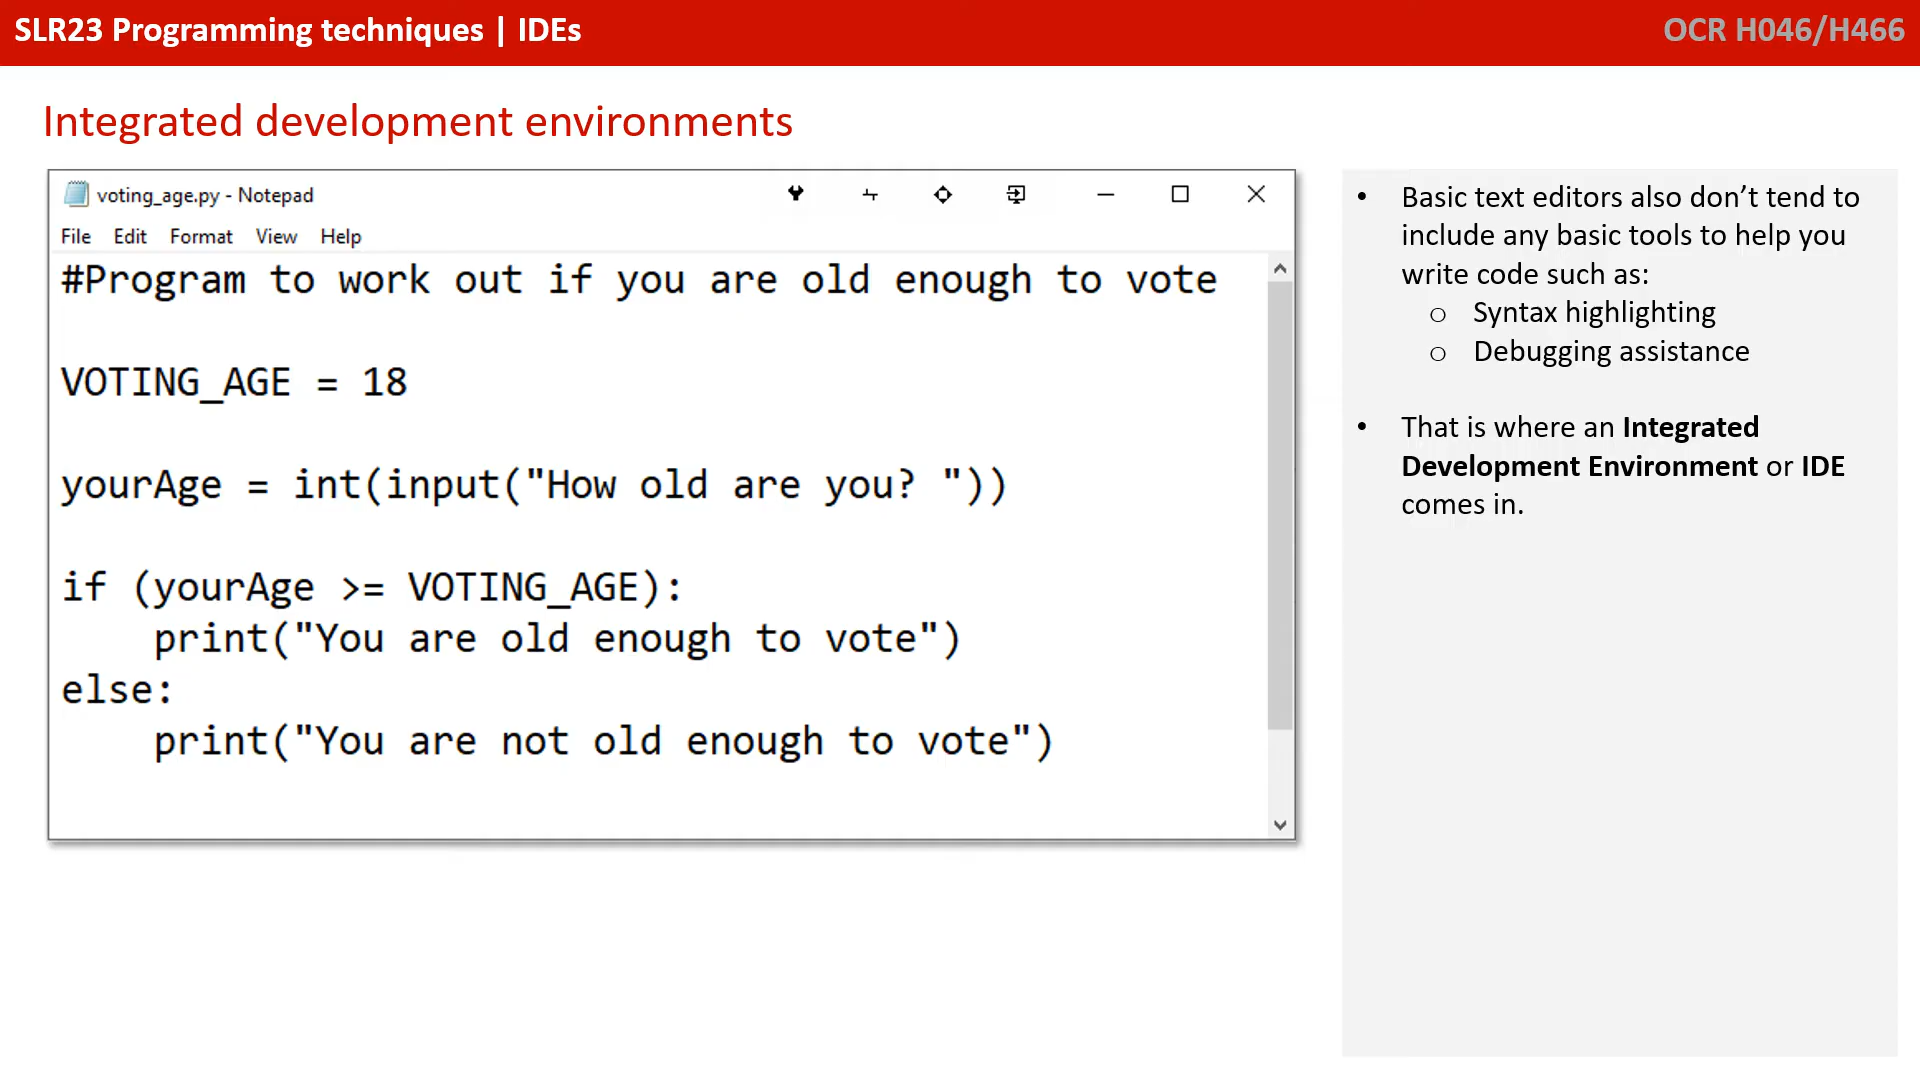 SLR23 Programming techniques | IDEs
OCR H046/H466
Integrated development environments
voting_age.py - Notepad
File Edit Format View Help
#Program to work out if you are old enough to vote
VOTING_AGE = 18
yourAge = int(input("How old are you? "))
if (yourAge >= VOTING_AGE):
    print("You are old enough to vote")
else:
    print("You are not old enough to vote")
• Basic text editors also don’t tend to
include any basic tools to help you
write code such as:
o Syntax highlighting
o Debugging assistance
• That is where an Integrated
Development Environment or IDE
comes in.